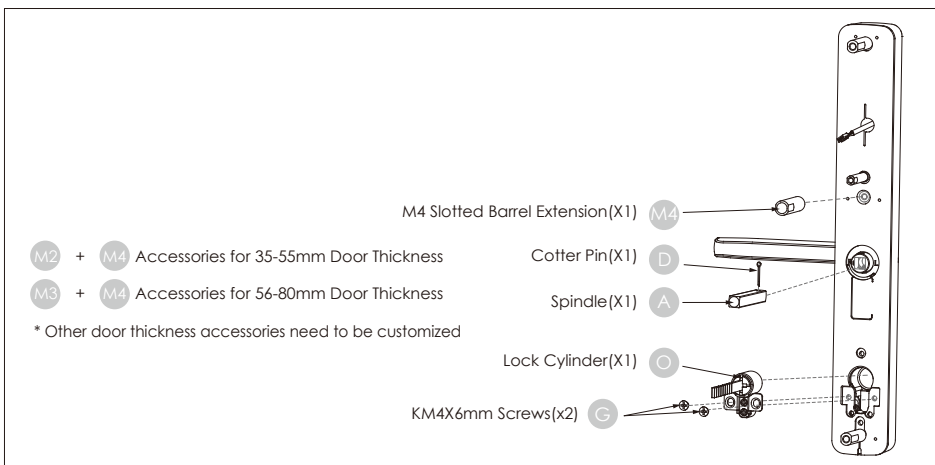 M4 Slotted Barrel Extension(X1) M4
M2 + M4 Accessories for 35-55mm Door Thickness
Cotter Pin(X1) D
M3 + M4 Accessories for 56-80mm Door Thickness
Spindle(X1) A
* Other door thickness accessories need to be customized
Lock Cylinder(X1) O
KM4X6mm Screws(x2) G